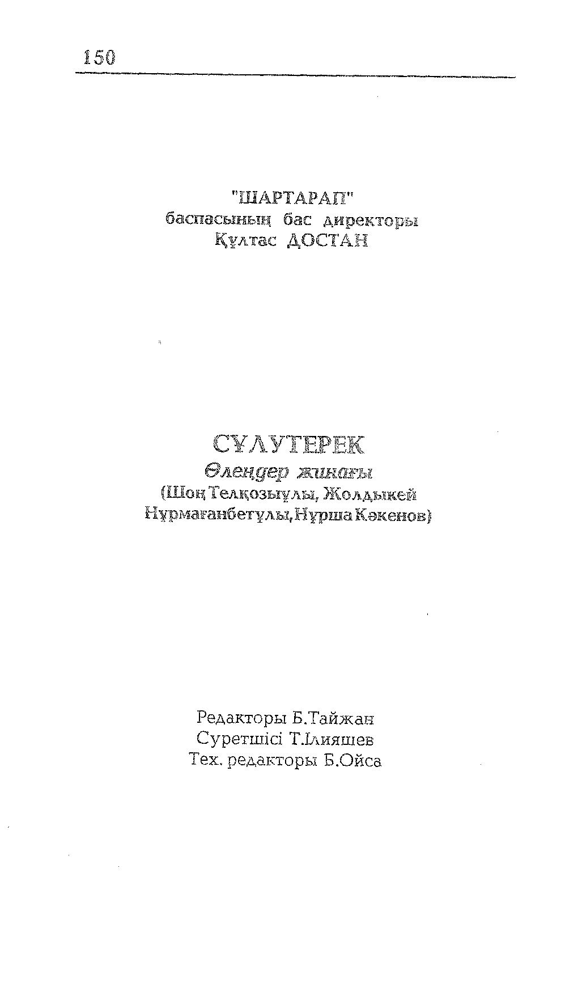 150
"ШАРТАРАП"
баспасының бас директоры
Құлтас ДОСТАН
СҰЛУТЕРЕК
Өлеңдер жинағы
(Шоң Телқозыұлы, Жолдыкей
Нұрмағанбетұлы,Нұрша Кәкенов)
Редакторы Б.Тайжан
Суретшісі Т.Ілияшев
Тех. редакторы Б.Ойса